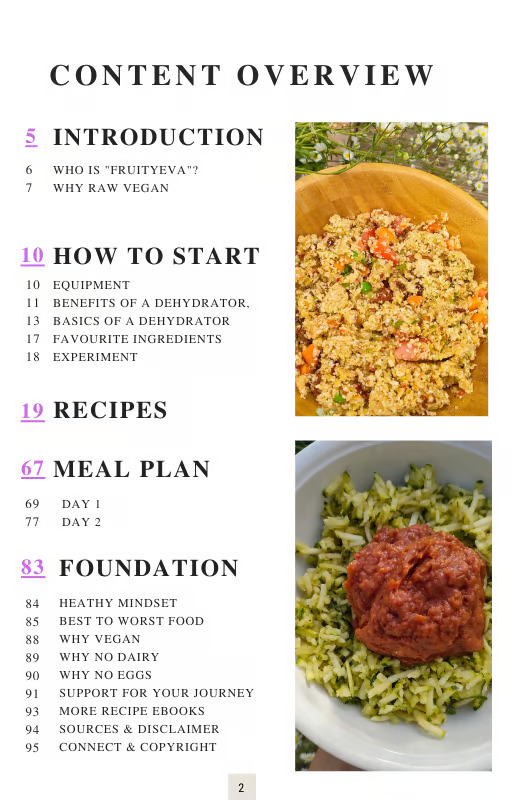 CONTENT OVERVIEW
5 INTRODUCTION
6 WHO IS "FRUITYEVA"?
7 WHY RAW VEGAN
10 HOW TO START
10 EQUIPMENT
11 BENEFITS OF A DEHYDRATOR,
13 BASICS OF A DEHYDRATOR
17 FAVOURITE INGREDIENTS
18 EXPERIMENT
19 RECIPES
67 MEAL PLAN
69 DAY 1
77 DAY 2
83 FOUNDATION
84 HEATHY MINDSET
85 BEST TO WORST FOOD
88 WHY VEGAN
89 WHY NO DAIRY
90 WHY NO EGGS
91 SUPPORT FOR YOUR JOURNEY
93 MORE RECIPE EBOOKS
94 SOURCES & DISCLAIMER
95 CONNECT & COPYRIGHT
2